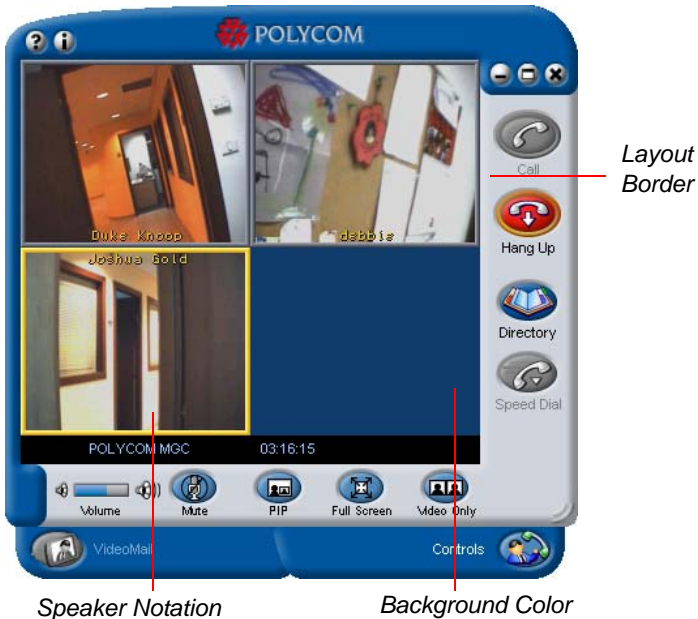 ? i
POLYCOM
Call
Layout
Border
Duke Knoop
debbie
Hang Up
Joshua Gold
Directory
Speed Dial
POLYCOM MGC 03:16:15
Volume Mute PIP Full Screen Video Only
VideoMail Controls
Speaker Notation Background Color